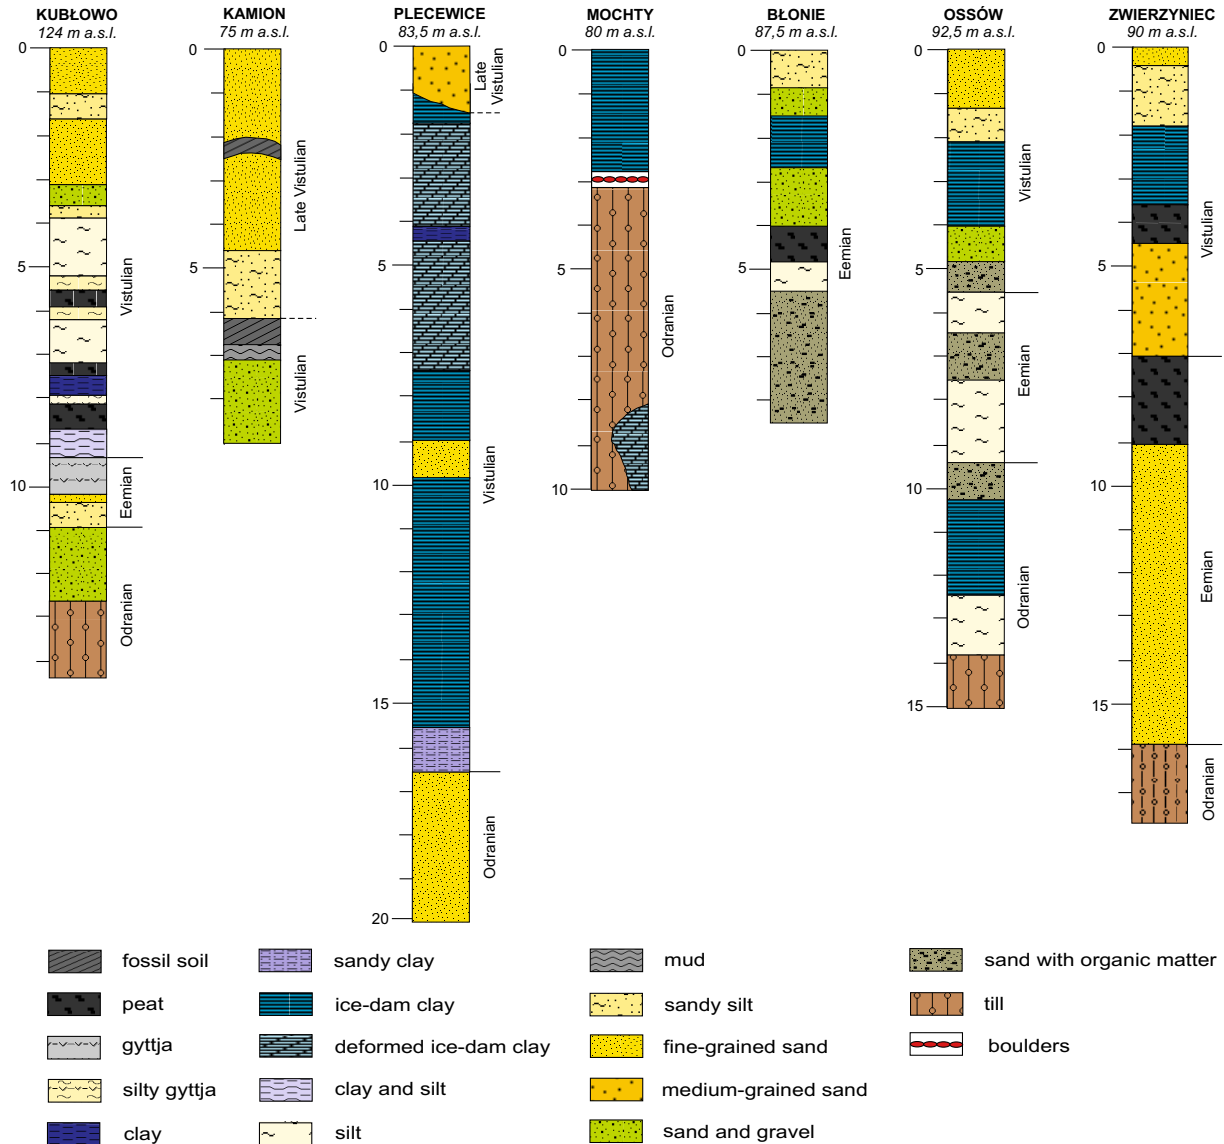 KUBŁOWO
124 m a.s.l.
0
5
10
Vistulian
Eemian
Odranian
KAMION
75 m a.s.l.
0
5
Late Vistulian
Vistulian
PLECEWICE
83,5 m a.s.l.
0
5
10
15
20
Late
Vistulian
Vistulian
Odranian
MOCHTY
80 m a.s.l.
0
5
10
Odranian
BŁONIE
87,5 m a.s.l.
0
5
Eemian
OSSÓW
92,5 m a.s.l.
0
5
10
15
Vistulian
Eemian
Odranian
ZWIERZYNIEC
90 m a.s.l.
0
5
10
15
Vistulian
Eemian
Odranian
fossil soil
peat
gyttja
silty gyttja
clay
sandy clay
ice-dam clay
deformed ice-dam clay
clay and silt
silt
mud
sandy silt
fine-grained sand
medium-grained sand
sand and gravel
sand with organic matter
till
boulders